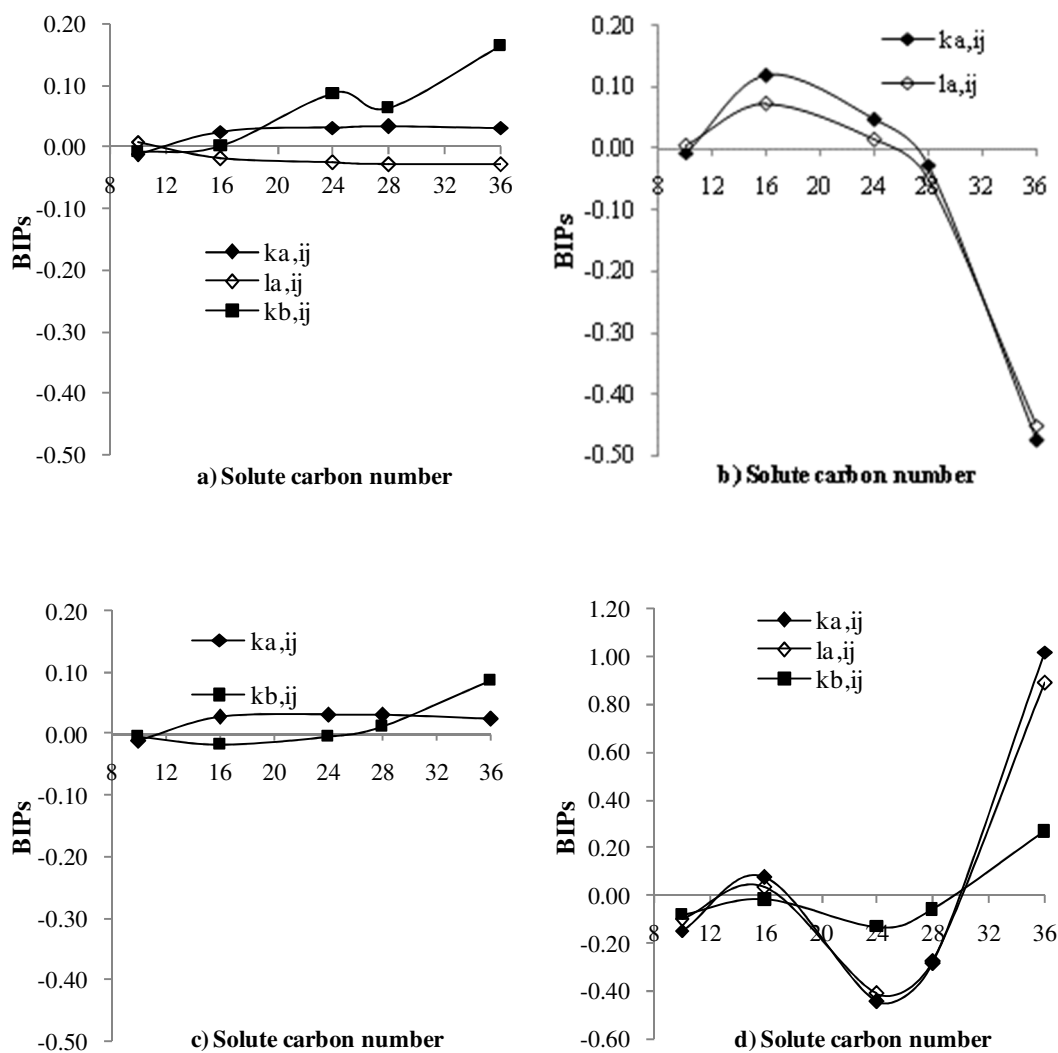 0.20
0.10
0.00
-0.10
-0.20
-0.30
-0.40
-0.50
8 12 16 20 24 28 32 36
BIPs
ka,ij
la,ij
kb,ij
a) Solute carbon number
0.20
0.10
0.00
-0.10
-0.20
-0.30
-0.40
-0.50
8 12 16 20 24 28 32 36
BIPs
ka,ij
la,ij
b) Solute carbon number
0.20
0.10
0.00
-0.10
-0.20
-0.30
-0.40
-0.50
8 12 16 20 24 28 32 36
BIPs
ka,ij
kb,ij
c) Solute carbon number
1.20
1.00
0.80
0.60
0.40
0.20
0.00
-0.20
-0.40
-0.60
8 12 16 20 24 28 32 36
BIPs
ka,ij
la,ij
kb,ij
d) Solute carbon number